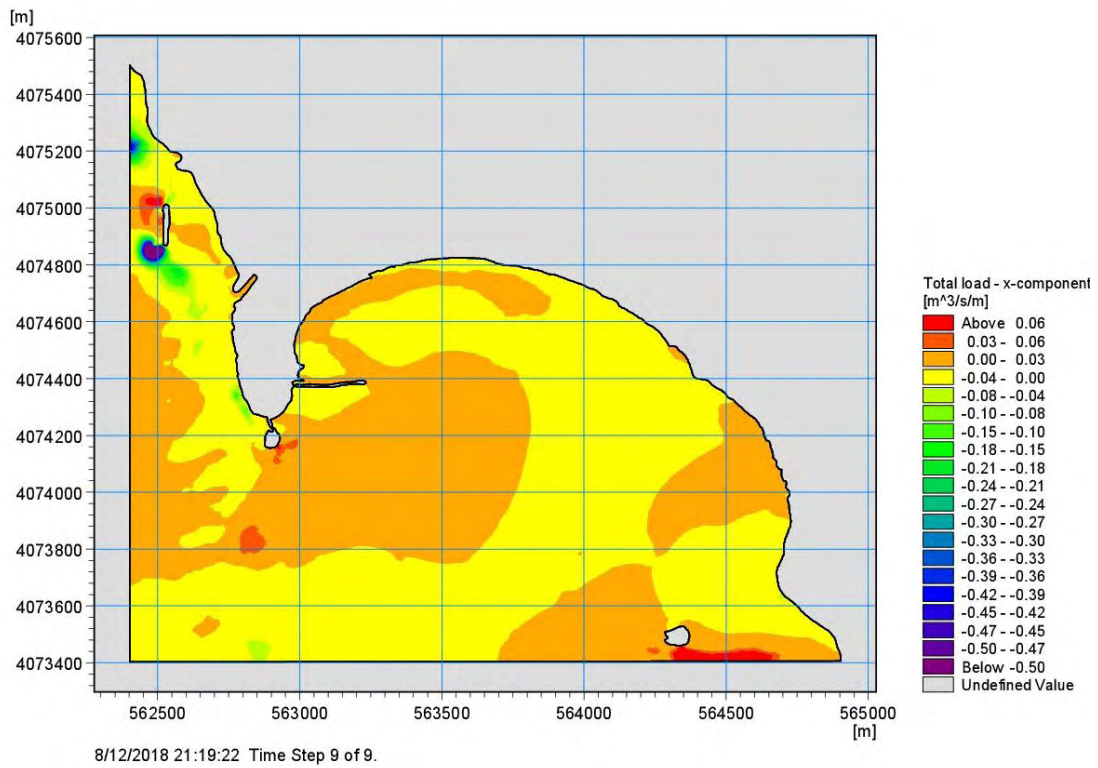 [m]
4075600
4075400
4075200
4075000
4074800
4074600
4074400
4074200
4074000
4073800
4073600
4073400
562500 563000 563500 564000 564500 565000
[m]
Total load - x-component
[m^3/s/m]
Above 0.06
0.03 - 0.06
0.00 - 0.03
-0.04 - 0.00
-0.08 - -0.04
-0.10 - -0.08
-0.15 - -0.10
-0.18 - -0.15
-0.21 - -0.18
-0.24 - -0.21
-0.27 - -0.24
-0.30 - -0.27
-0.33 - -0.30
-0.36 - -0.33
-0.39 - -0.36
-0.42 - -0.39
-0.45 - -0.42
-0.47 - -0.45
-0.50 - -0.47
Below -0.50
Undefined Value
8/12/2018 21:19:22 Time Step 9 of 9.